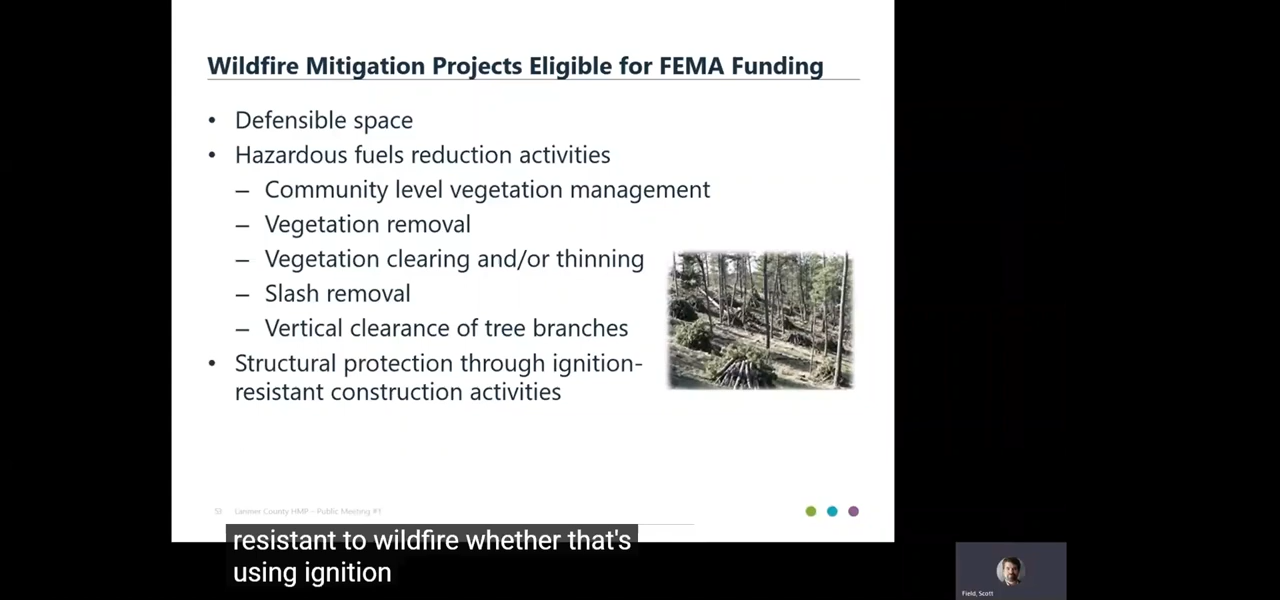 Wildfire Mitigation Projects Eligible for FEMA Funding
• Defensible space
• Hazardous fuels reduction activities
– Community level vegetation management
– Vegetation removal
– Vegetation clearing and/or thinning
– Slash removal
– Vertical clearance of tree branches
• Structural protection through ignition-
resistant construction activities
Larimer County HMP – Public Meeting #1
resistant to wildfire whether that's
using ignition
Field, Scott